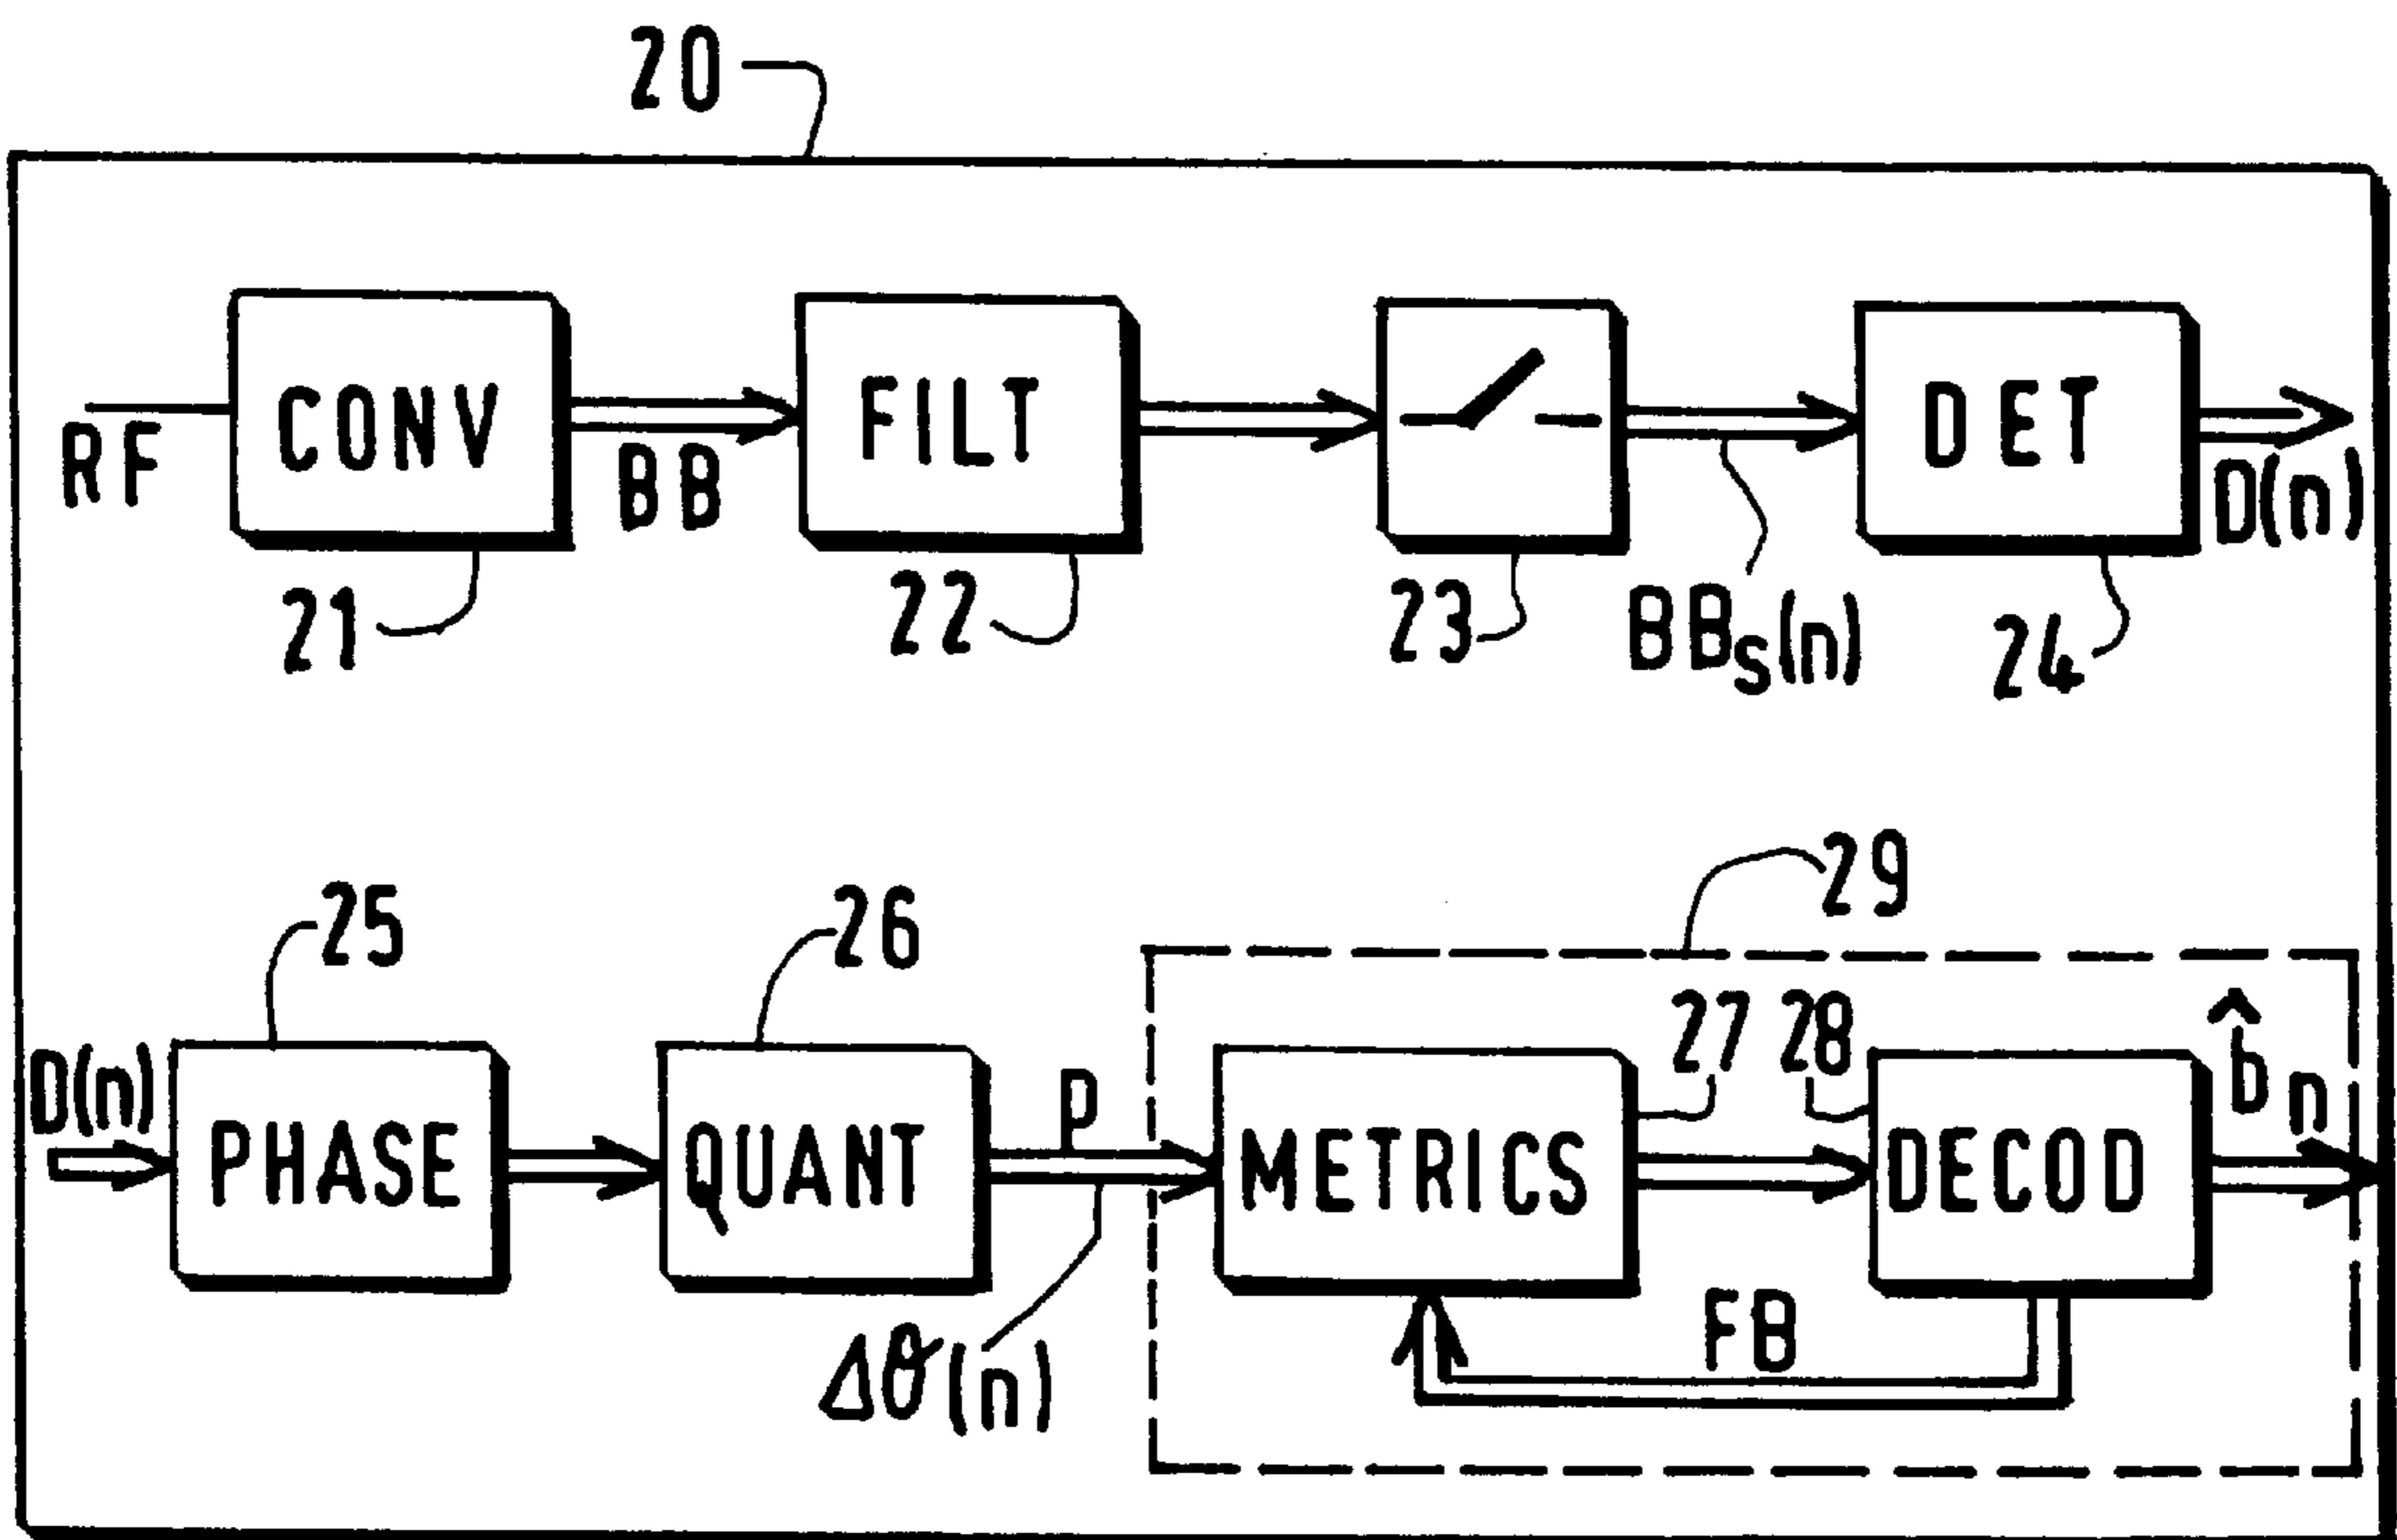 20
CONV
FILT
DET
RF
BB
D(n)
21
22
23
BBS(n)
24
29
25
26
27 28
b̂n
D(n)
P
PHASE
QUANT
METRICS
DECOD
FB
Δθ(n)